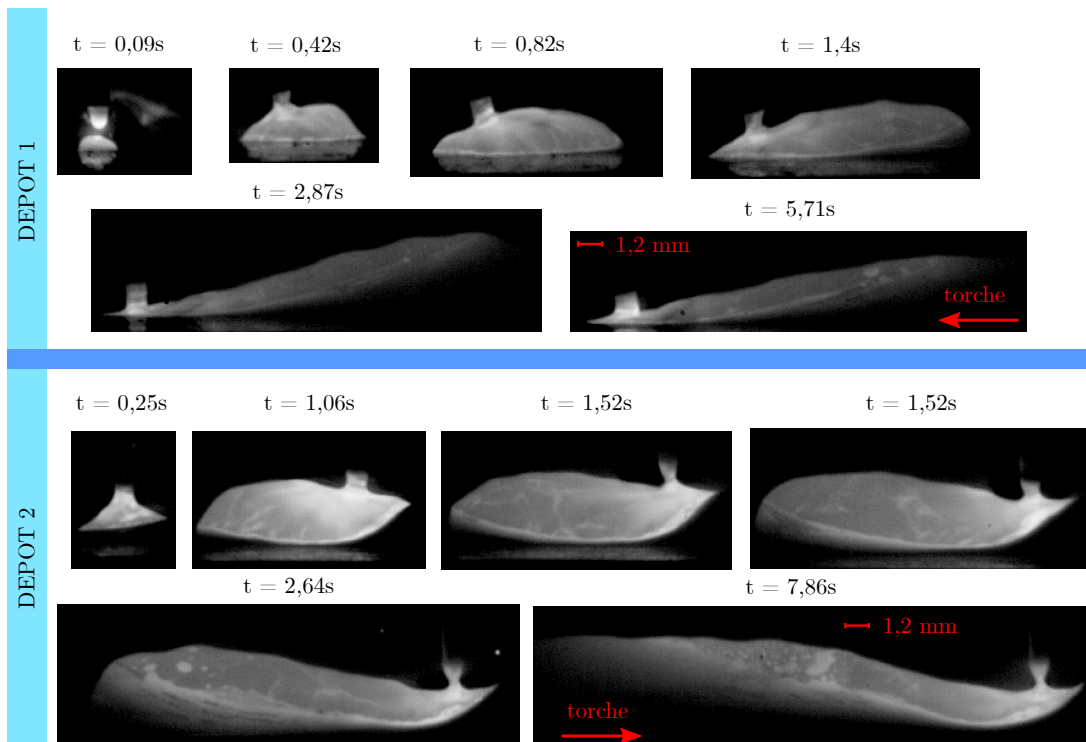 DEPOT 1
t = 0,09s
t = 0,42s
t = 0,82s
t = 1,4s
t = 2,87s
t = 5,71s
1,2 mm
torche
DEPOT 2
t = 0,25s
t = 1,06s
t = 1,52s
t = 1,52s
t = 2,64s
t = 7,86s
1,2 mm
torche